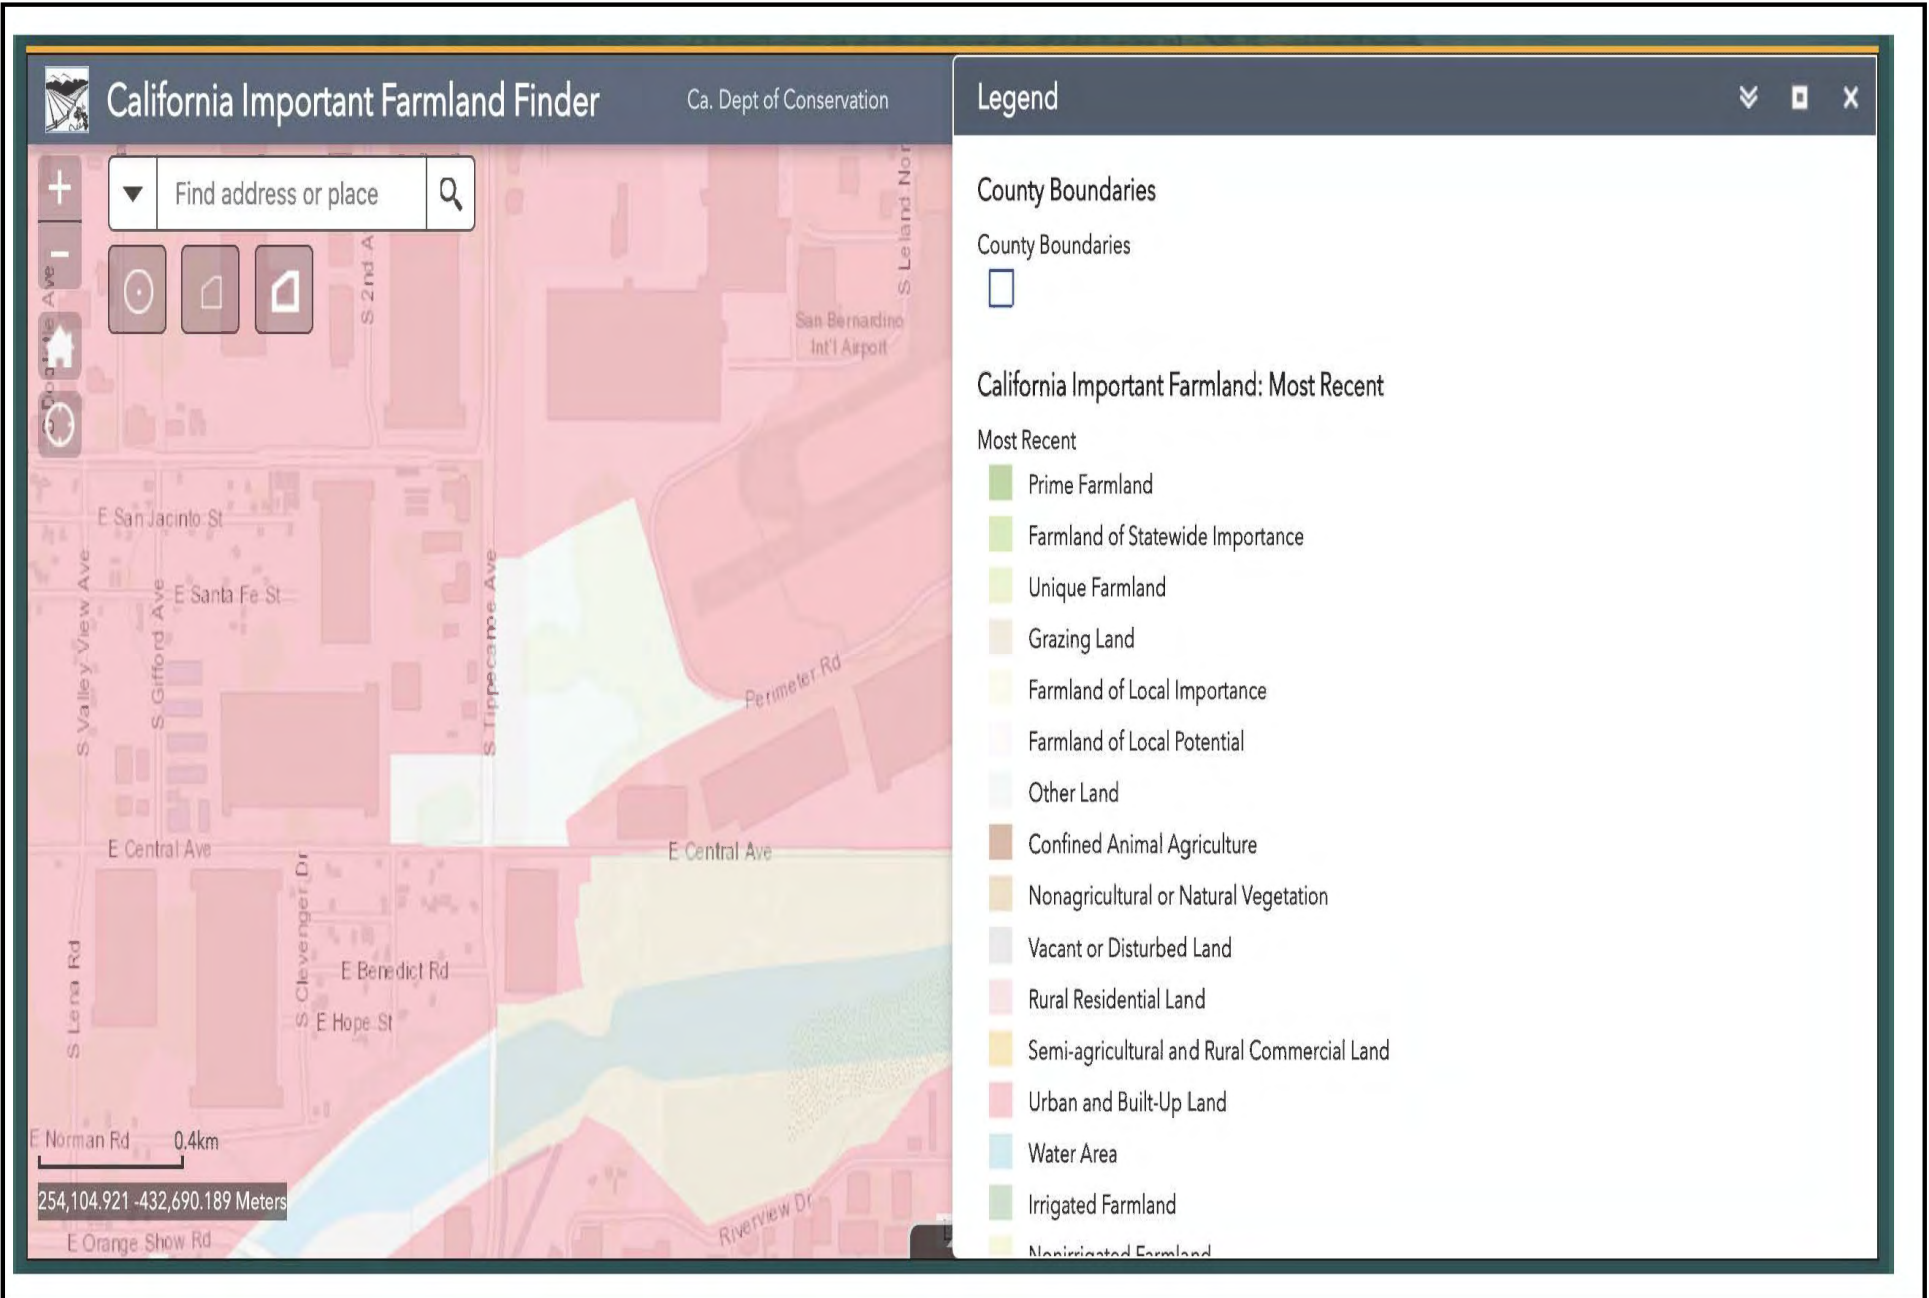 California Important Farmland Finder
Ca. Dept of Conservation
Find address or place
S 2nd A
S Leland Nor
San Bernardino
Int'l Airport
E San Jacinto St
E Santa Fe St
S Valley View Ave
S Gifford Ave
S Tippecanoe Ave
Perimeter Rd
E Central Ave
E Central Ave
S Lena Rd
S Clevenger Dr
E Benedict Rd
E Hope St
E Norman Rd
0.4km
254,104.921 -432,690.189 Meters
E Orange Show Rd
Riverview Dr
Legend
County Boundaries
County Boundaries
California Important Farmland: Most Recent
Most Recent
Prime Farmland
Farmland of Statewide Importance
Unique Farmland
Grazing Land
Farmland of Local Importance
Farmland of Local Potential
Other Land
Confined Animal Agriculture
Nonagricultural or Natural Vegetation
Vacant or Disturbed Land
Rural Residential Land
Semi-agricultural and Rural Commercial Land
Urban and Built-Up Land
Water Area
Irrigated Farmland
Nonirrigated Farmland